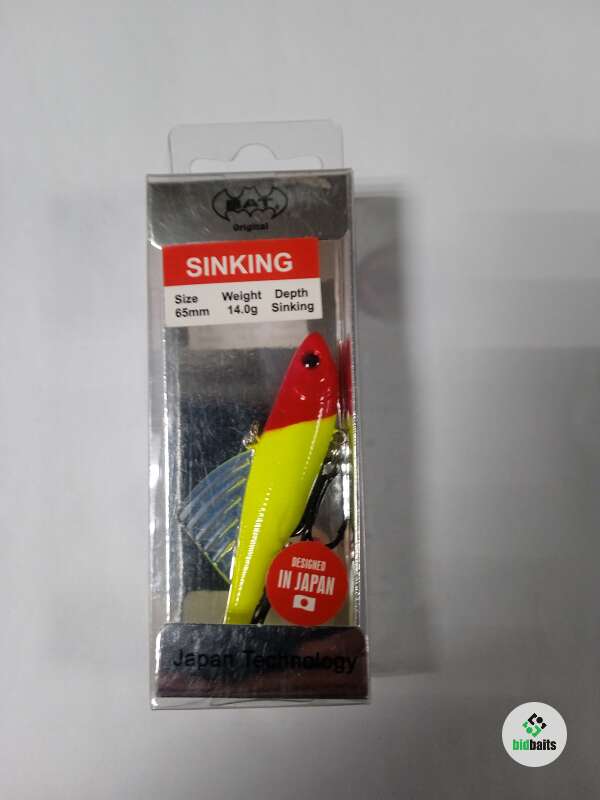 BAT
Original
SINKING
Size Weight Depth
65mm 14.0g Sinking
DESIGNED
IN JAPAN
Japan Technology
bidbaits